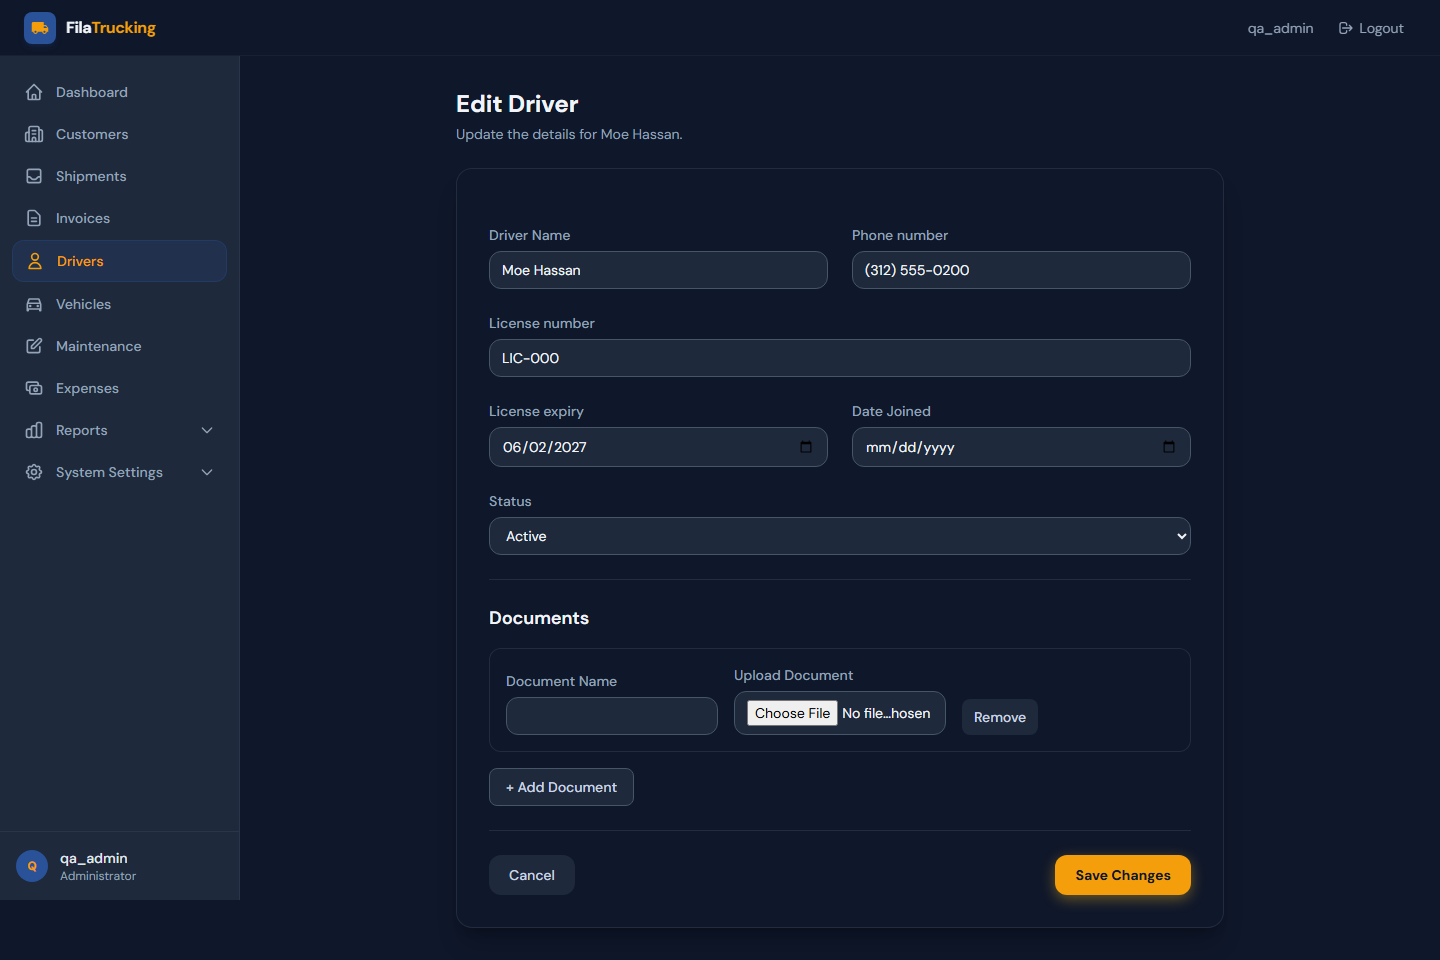 FilaTrucking
qa_admin
Logout
Dashboard
Customers
Shipments
Invoices
Drivers
Vehicles
Maintenance
Expenses
Reports
System Settings
Q
qa_admin
Administrator
Edit Driver
Update the details for Moe Hassan.
Driver Name
Phone number
Moe Hassan
(312) 555-0200
License number
LIC-000
License expiry
Date Joined
06/02/2027
mm/dd/yyyy
Status
Active
Documents
Document Name
Upload Document
Choose File No file...hosen
Remove
+ Add Document
Cancel
Save Changes